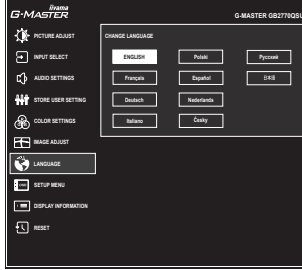 iiyama
G-MASTER
G-MASTER GB2770QSU
PICTURE ADJUST
CHANGE LANGUAGE
INPUT SELECT
ENGLISH
Polski
Русский
AUDIO SETTINGS
Français
Español
日本語
STORE USER SETTING
Deutsch
Nederlands
COLOR SETTINGS
Italiano
Česky
IMAGE ADJUST
LANGUAGE
OSD
SETUP MENU
DISPLAY INFORMATION
RESET